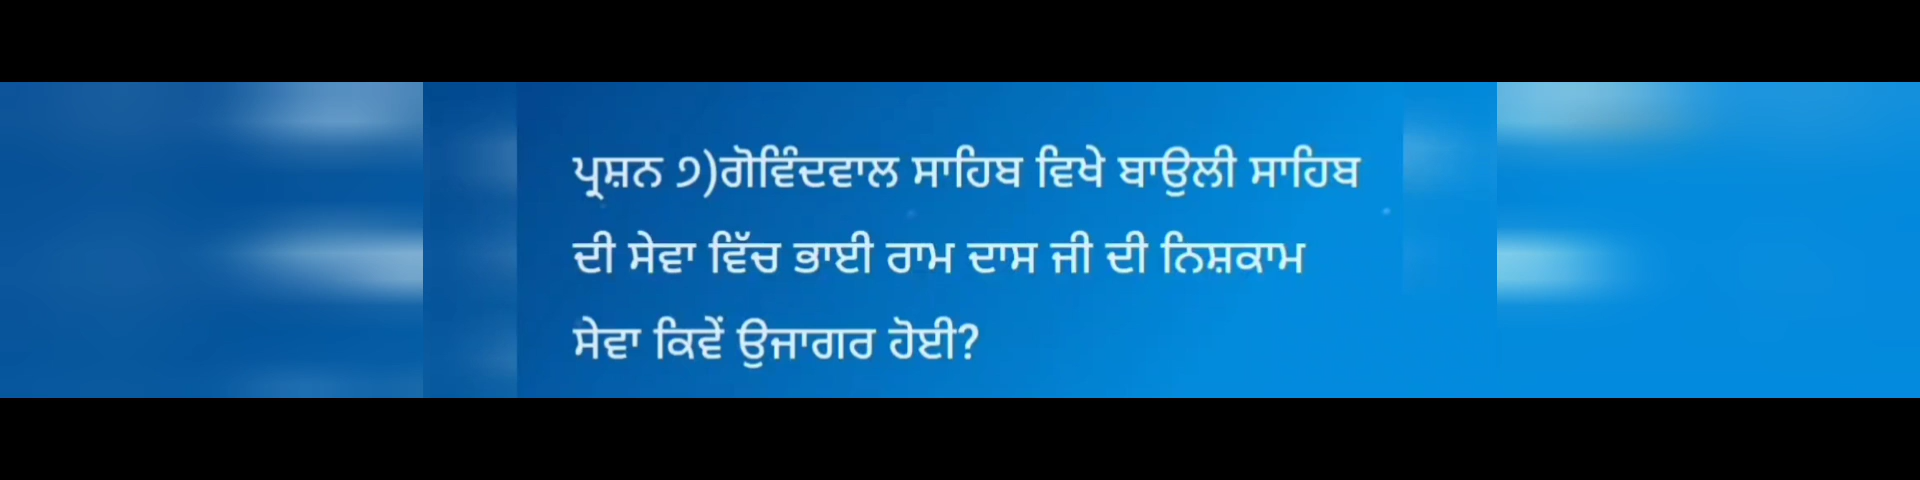 ਪ੍ਰਸ਼ਨ ੭)ਗੋਵਿੰਦਵਾਲ ਸਾਹਿਬ ਵਿਖੇ ਬਾਉਲੀ ਸਾਹਿਬ
ਦੀ ਸੇਵਾ ਵਿੱਚ ਭਾਈ ਰਾਮ ਦਾਸ ਜੀ ਦੀ ਨਿਸ਼ਕਾਮ
ਸੇਵਾ ਕਿਵੇਂ ਉਜਾਗਰ ਹੋਈ?